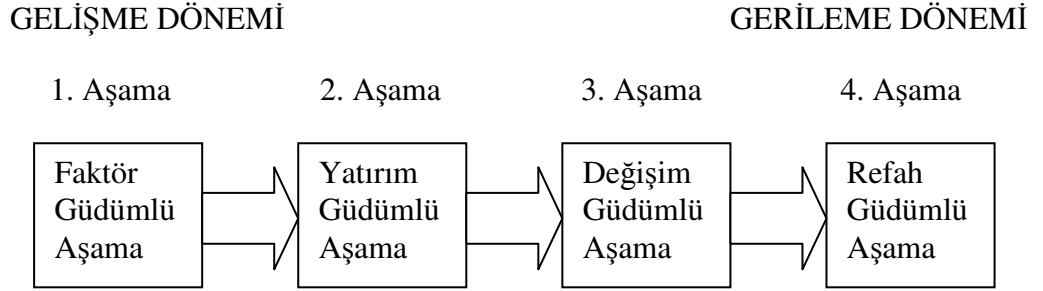 GELİŞME DÖNEMİ GERİLEME DÖNEMİ
1. Aşama 2. Aşama 3. Aşama 4. Aşama
Faktör
Güdümlü
Aşama
Yatırım
Güdümlü
Aşama
Değişim
Güdümlü
Aşama
Refah
Güdümlü
Aşama